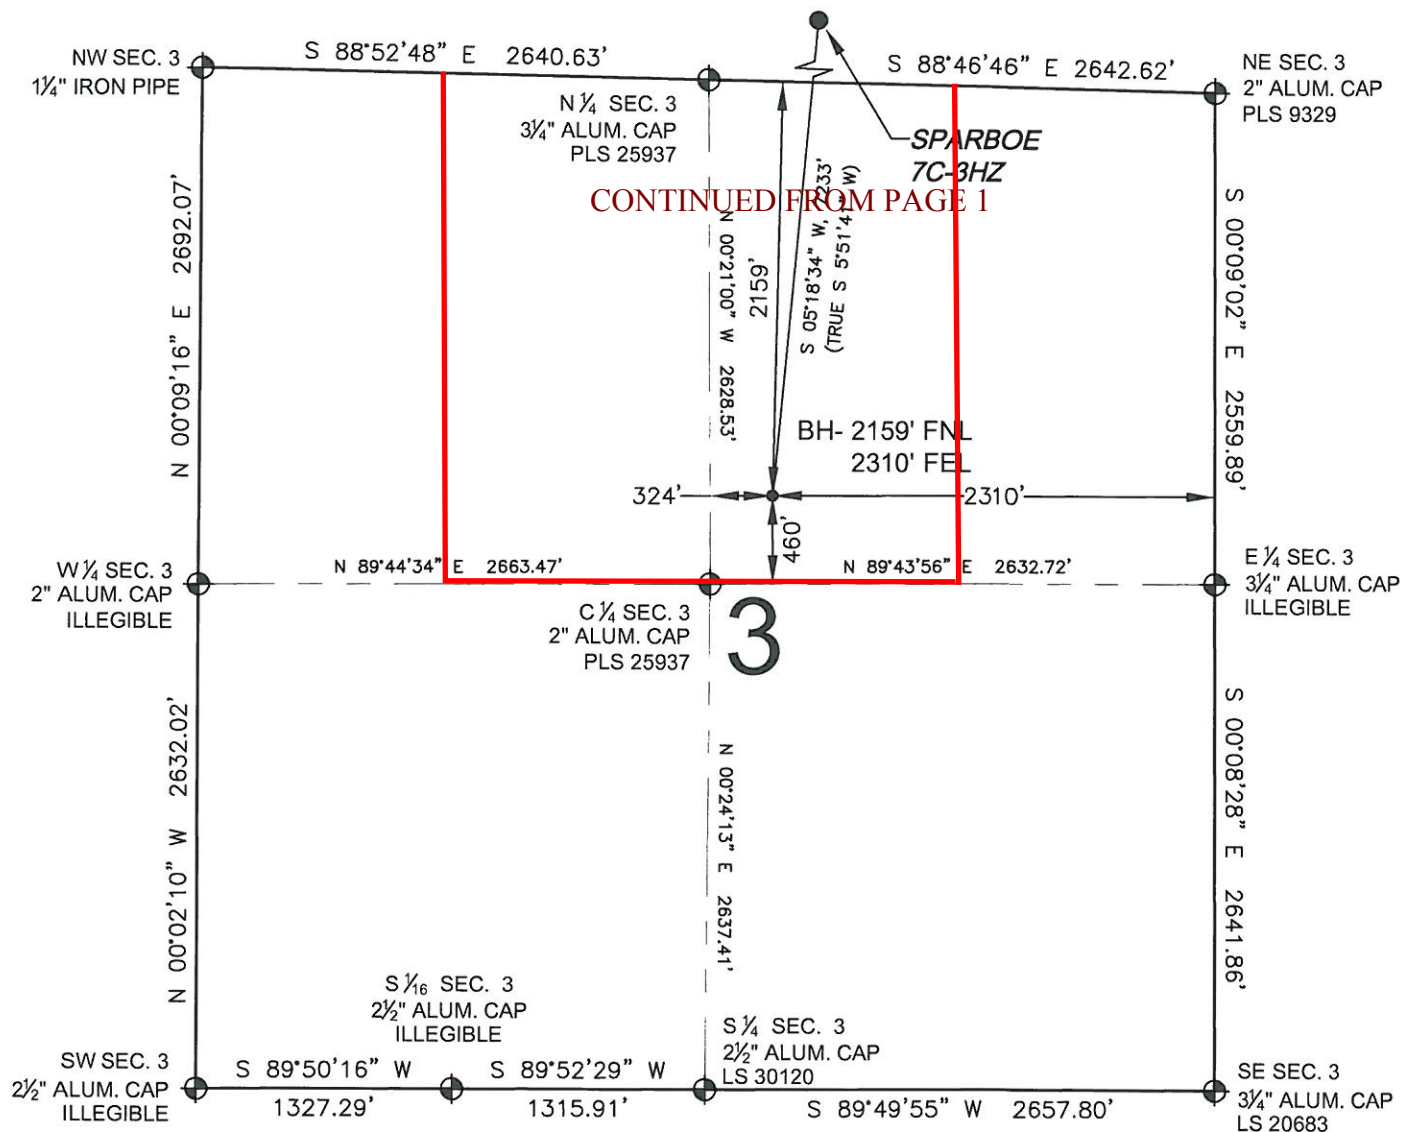 S 88°52'48" E 2640.63'
S 88°46'46" E 2642.62'
NW SEC. 3
1¼" IRON PIPE
NE SEC. 3
2" ALUM. CAP
PLS 9329
N ¼ SEC. 3
3¼" ALUM. CAP
PLS 25937
SPARBOE
7C-3HZ
CONTINUED FROM PAGE 1
N 00°09'16" E 2692.07'
N 00°21'00" W 2628.53'
2159'
S 05°18'34" W, 7233'
(TRUE S 5°51'41" W)
S 00°09'02" E 2559.89'
BH- 2159' FNL
2310' FEL
324'
2310'
460'
N 89°44'34" E 2663.47'
N 89°43'56" E 2632.72'
W ¼ SEC. 3
2" ALUM. CAP
ILLEGIBLE
E ¼ SEC. 3
3¼" ALUM. CAP
ILLEGIBLE
C ¼ SEC. 3
2" ALUM. CAP
PLS 25937
3
N 00°02'10" W 2632.02'
N 00°24'13" E 2637.41'
S 00°08'28" E 2641.86'
S 1/16 SEC. 3
2½" ALUM. CAP
ILLEGIBLE
S ¼ SEC. 3
2½" ALUM. CAP
LS 30120
SW SEC. 3
2½" ALUM. CAP
ILLEGIBLE
S 89°50'16" W
1327.29'
S 89°52'29" W
1315.91'
S 89°49'55" W 2657.80'
SE SEC. 3
3¼" ALUM. CAP
LS 20683